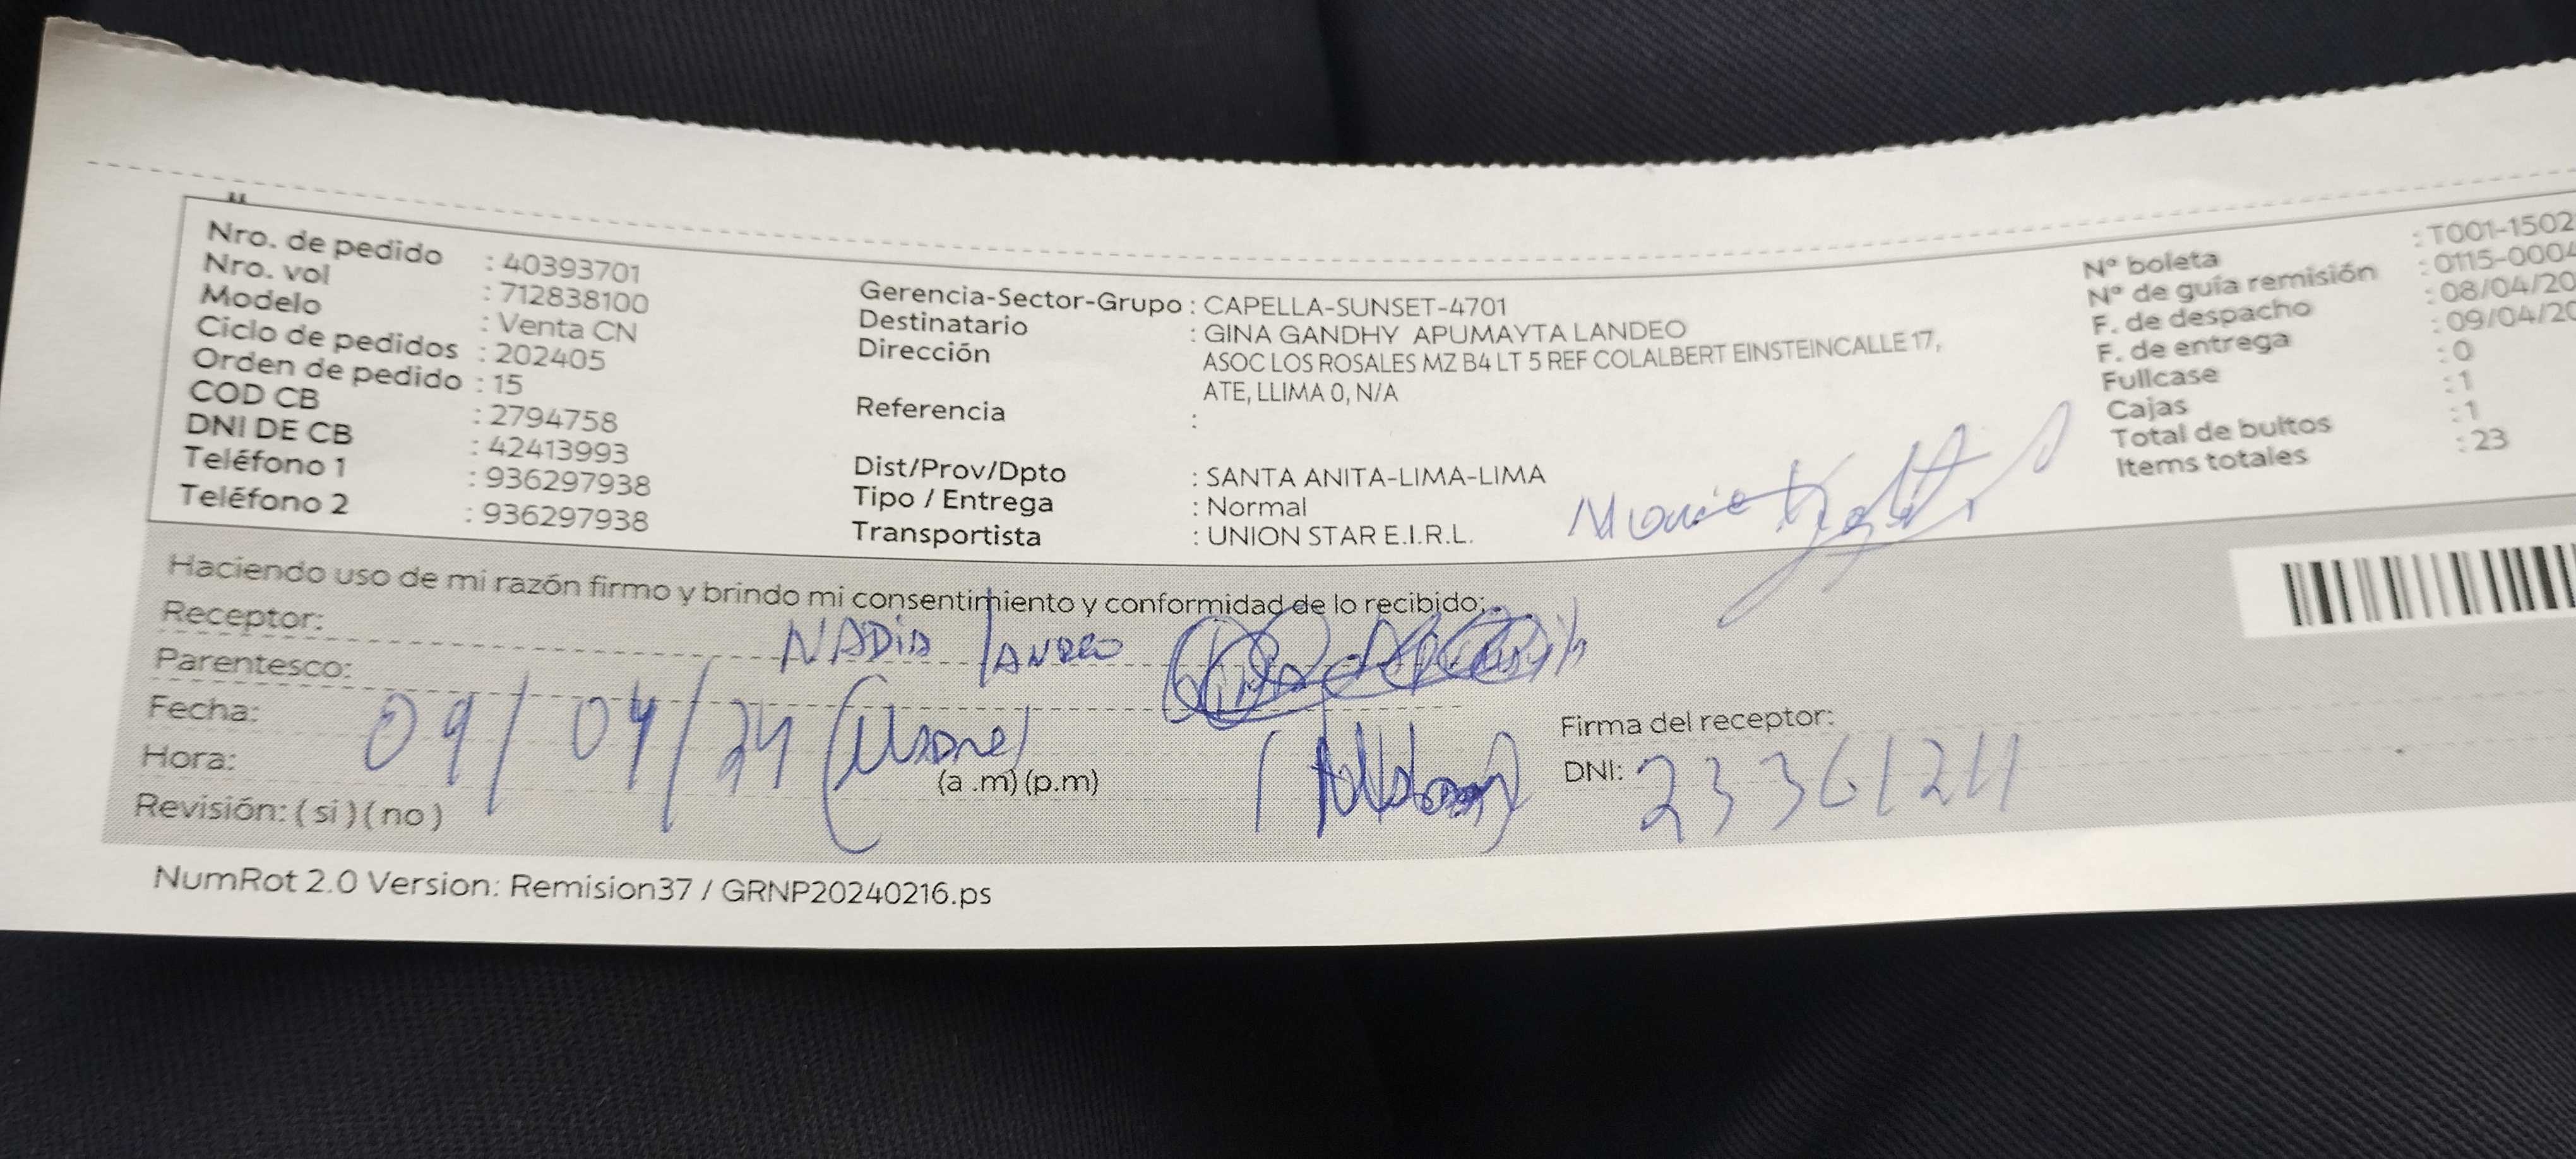 Nro. de pedido : 40393701
Nro. vol : 712838100
Modelo : Venta CN
Ciclo de pedidos : 202405
Orden de pedido : 15
COD CB : 2794758
DNI DE CB : 42413993
Teléfono 1 : 936297938
Teléfono 2 : 936297938
Gerencia-Sector-Grupo : CAPELLA-SUNSET-4701
Destinatario : GINA GANDHY APUMAYTA LANDEO
Dirección : ASOC LOS ROSALES MZ B4 LT 5 REF COLALBERT EINSTEINCALLE 17,
ATE, LLIMA 0, N/A
Referencia :
Dist/Prov/Dpto : SANTA ANITA-LIMA-LIMA
Tipo / Entrega : Normal
Transportista : UNION STAR E.I.R.L.
N° boleta : T001-1502
N° de guía remisión : 0115-0004
F. de despacho : 08/04/20
F. de entrega : 09/04/20
Fullcase : 0
Cajas : 1
Total de bultos : 1
Items totales : 23
Haciendo uso de mi razón firmo y brindo mi consentimiento y conformidad de lo recibido:
Receptor: NADIA LANDEO
Parentesco:
Fecha: 09/04/24
Hora: (a .m) (p.m)
Revisión: ( si ) ( no )
Firma del receptor:
DNI: 23361211
NumRot 2.0 Version: Remision37 / GRNP20240216.ps